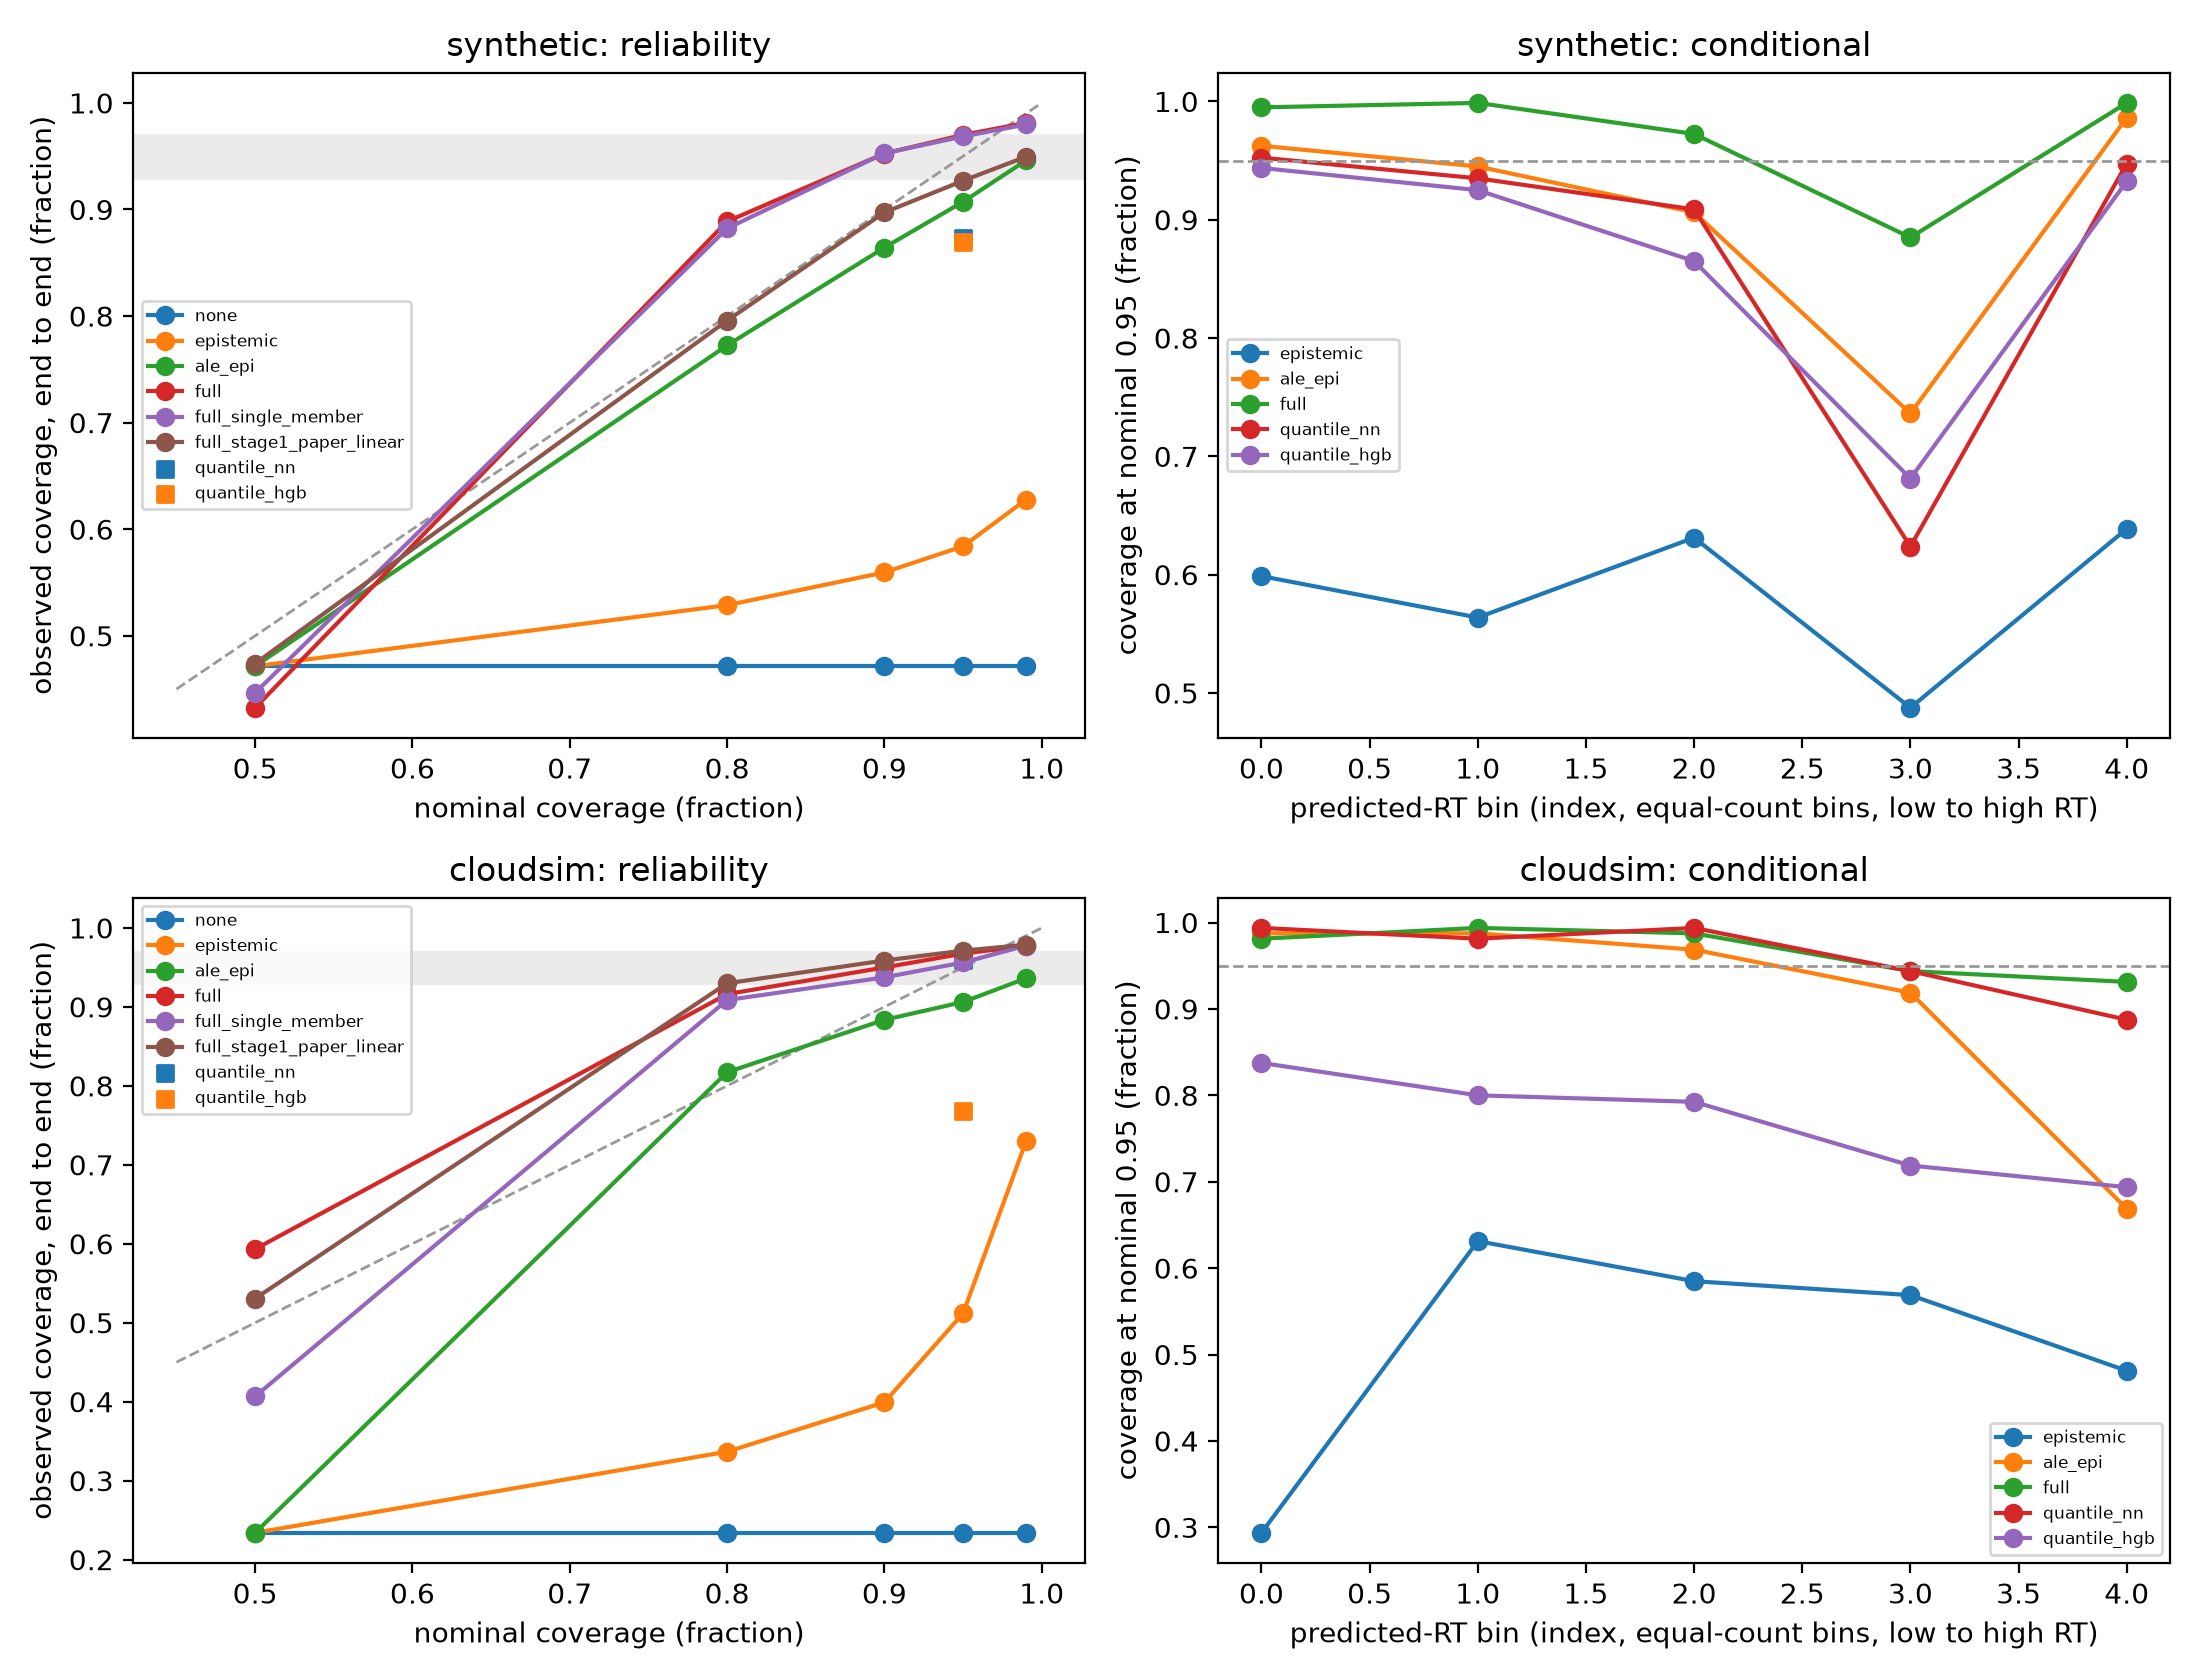 synthetic: reliability
observed coverage, end to end (fraction)
1.0
0.9
0.8
0.7
0.6
0.5
none
epistemic
ale_epi
full
full_single_member
full_stage1_paper_linear
quantile_nn
quantile_hgb
0.5 0.6 0.7 0.8 0.9 1.0
nominal coverage (fraction)
synthetic: conditional
coverage at nominal 0.95 (fraction)
1.0
0.9
0.8
0.7
0.6
0.5
epistemic
ale_epi
full
quantile_nn
quantile_hgb
0.0 0.5 1.0 1.5 2.0 2.5 3.0 3.5 4.0
predicted-RT bin (index, equal-count bins, low to high RT)
cloudsim: reliability
observed coverage, end to end (fraction)
1.0
0.9
0.8
0.7
0.6
0.5
0.4
0.3
0.2
none
epistemic
ale_epi
full
full_single_member
full_stage1_paper_linear
quantile_nn
quantile_hgb
0.5 0.6 0.7 0.8 0.9 1.0
nominal coverage (fraction)
cloudsim: conditional
coverage at nominal 0.95 (fraction)
1.0
0.9
0.8
0.7
0.6
0.5
0.4
0.3
epistemic
ale_epi
full
quantile_nn
quantile_hgb
0.0 0.5 1.0 1.5 2.0 2.5 3.0 3.5 4.0
predicted-RT bin (index, equal-count bins, low to high RT)